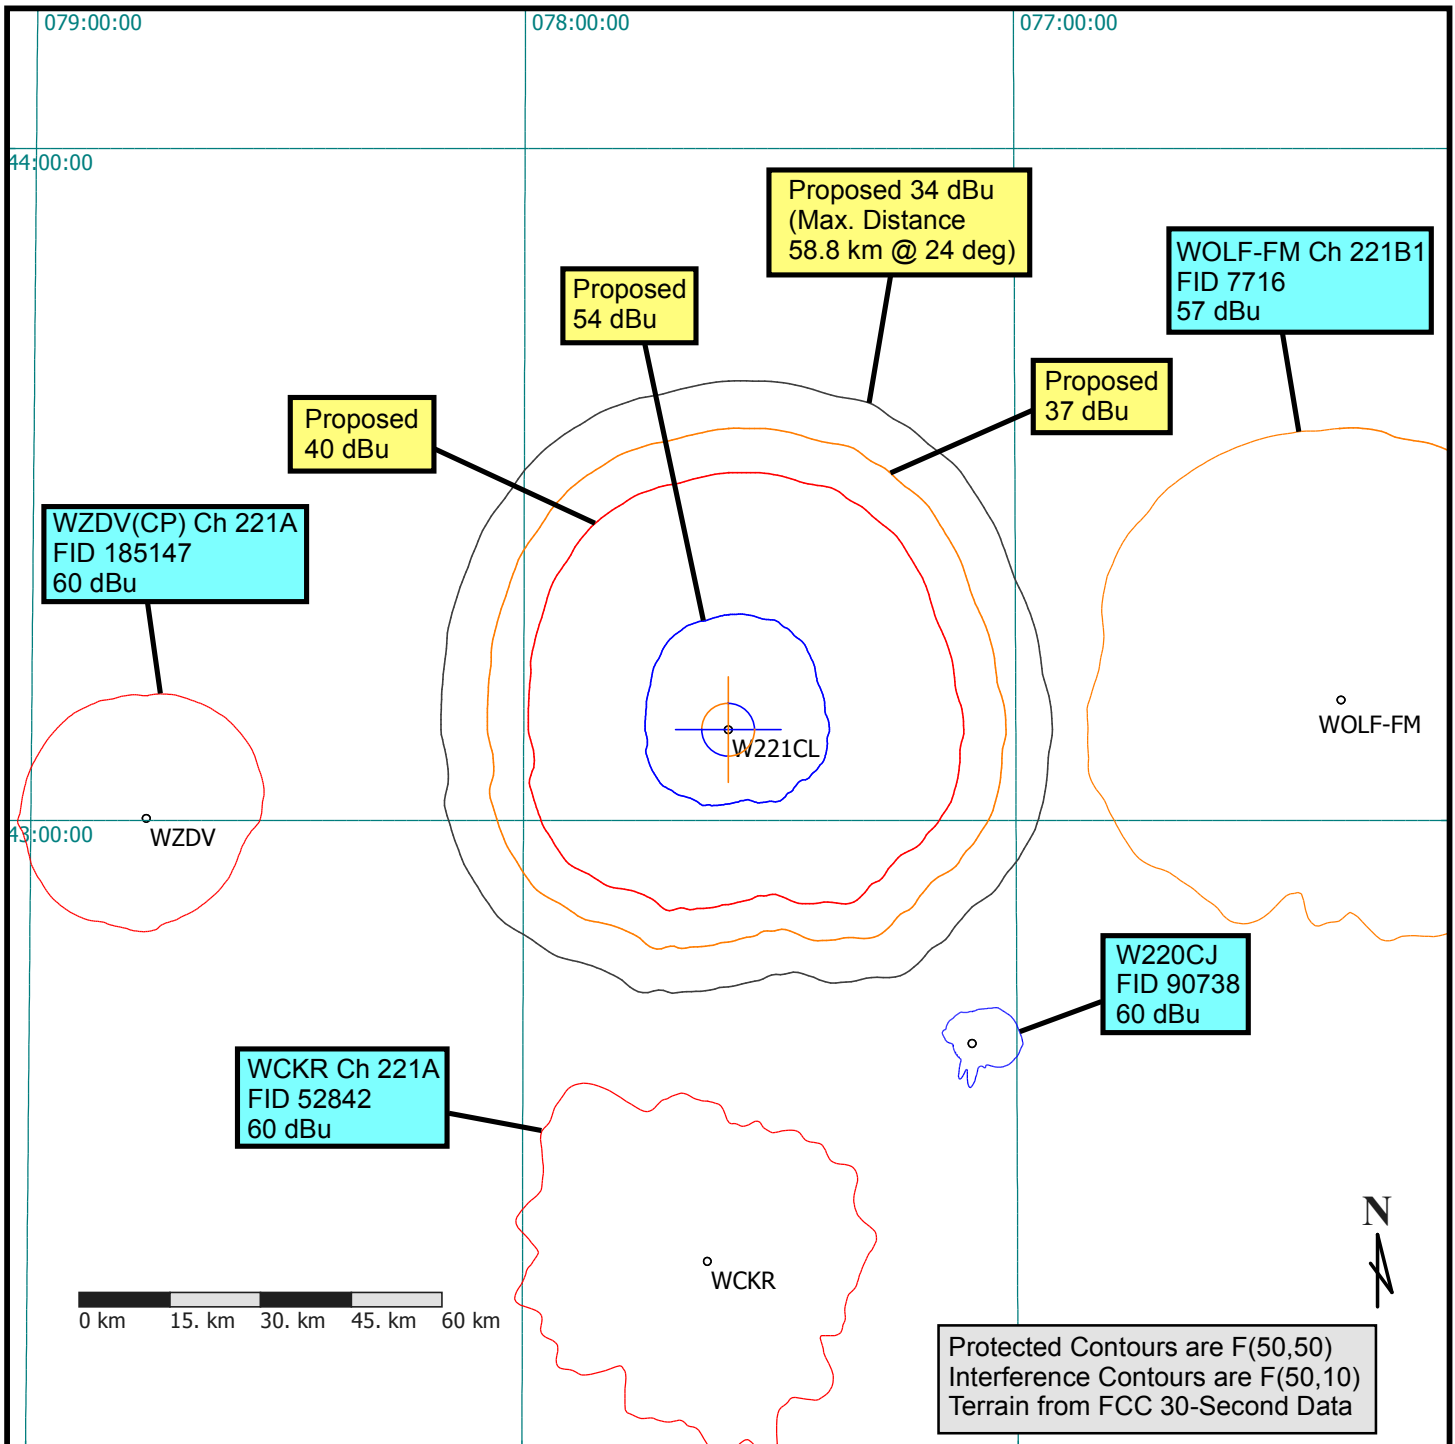 079:00:00
078:00:00
077:00:00
44:00:00
Proposed 34 dBu
(Max. Distance
58.8 km @ 24 deg)
WOLF-FM Ch 221B1
FID 7716
57 dBu
Proposed
54 dBu
Proposed
37 dBu
Proposed
40 dBu
WZDV(CP) Ch 221A
FID 185147
60 dBu
W221CL
WOLF-FM
WZDV
43:00:00
W220CJ
FID 90738
60 dBu
WCKR Ch 221A
FID 52842
60 dBu
WCKR
N
0 km 15. km 30. km 45. km 60 km
Protected Contours are F(50,50)
Interference Contours are F(50,10)
Terrain from FCC 30-Second Data